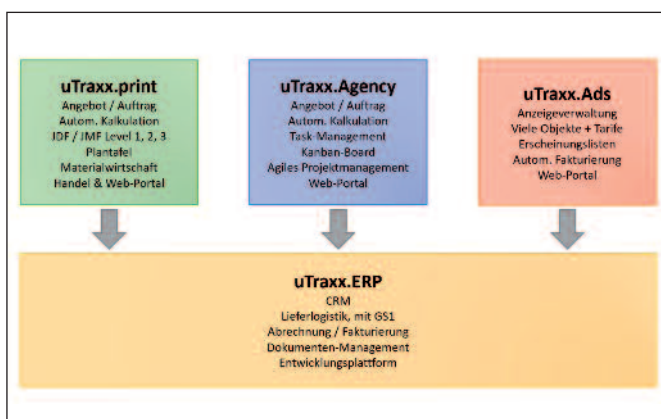 uTraxx.print
Angebot / Auftrag
Autom. Kalkulation
JDF / JMF Level 1, 2, 3
Plantafel
Materialwirtschaft
Handel & Web-Portal
uTraxx.Agency
Angebot / Auftrag
Autom. Kalkulation
Task-Management
Kanban-Board
Agiles Projektmanagement
Web-Portal
uTraxx.Ads
Anzeigeverwaltung
Viele Objekte + Tarife
Erscheinungslisten
Autom. Fakturierung
Web-Portal
uTraxx.ERP
CRM
Lieferlogistik, mit GS1
Abrechnung / Fakturierung
Dokumenten-Management
Entwicklungsplattform